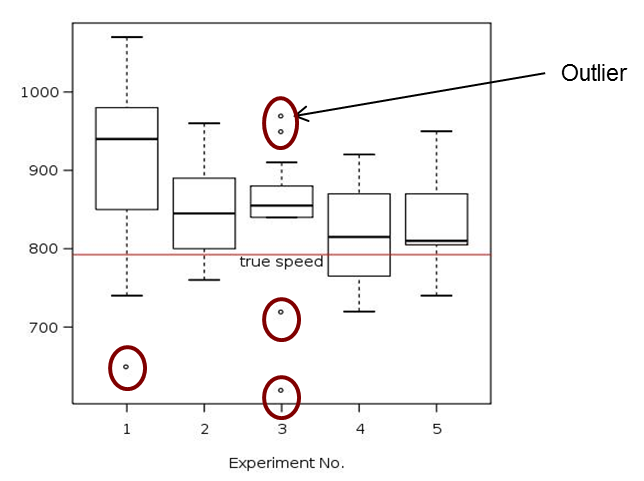 Outlier
1000
900
800
true speed
700
1 2 3 4 5
Experiment No.